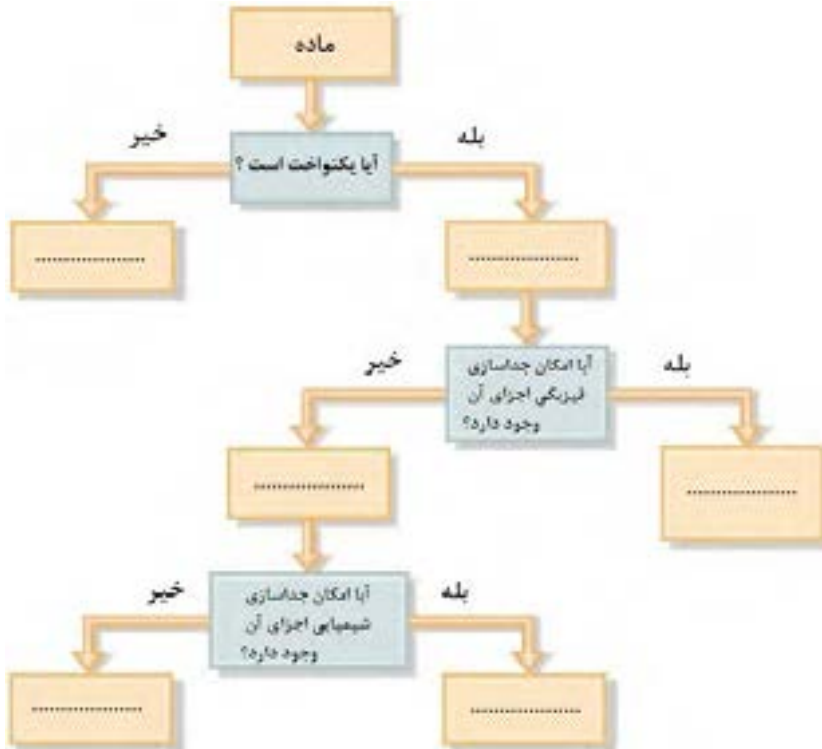 ماده
خیر
بله
آیا یکنواخت است ؟
....................
....................
خیر
بله
آیا امکان جداسازی
فیزیکی اجزای آن
وجود دارد؟
....................
....................
خیر
بله
آیا امکان جداسازی
شیمیایی اجزای آن
وجود دارد؟
....................
....................